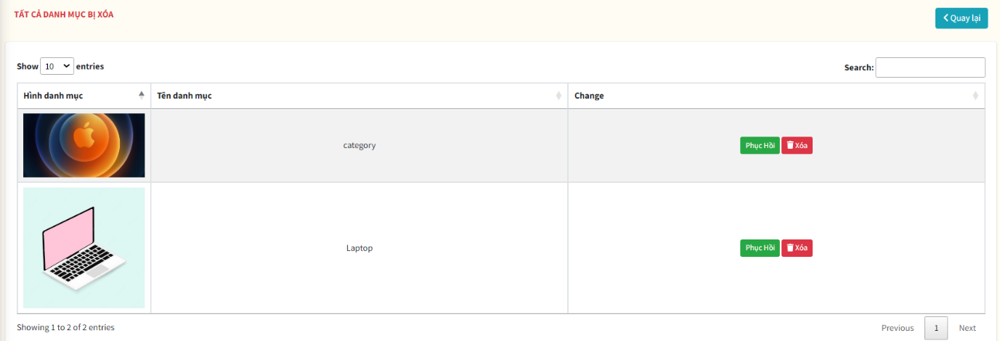 TẤT CẢ DANH MỤC BỊ XÓA
Quay lại
Show 10 entries
Search:
Hình danh mục Tên danh mục Change
category Phục Hồi Xóa
Laptop Phục Hồi Xóa
Showing 1 to 2 of 2 entries
Previous 1 Next